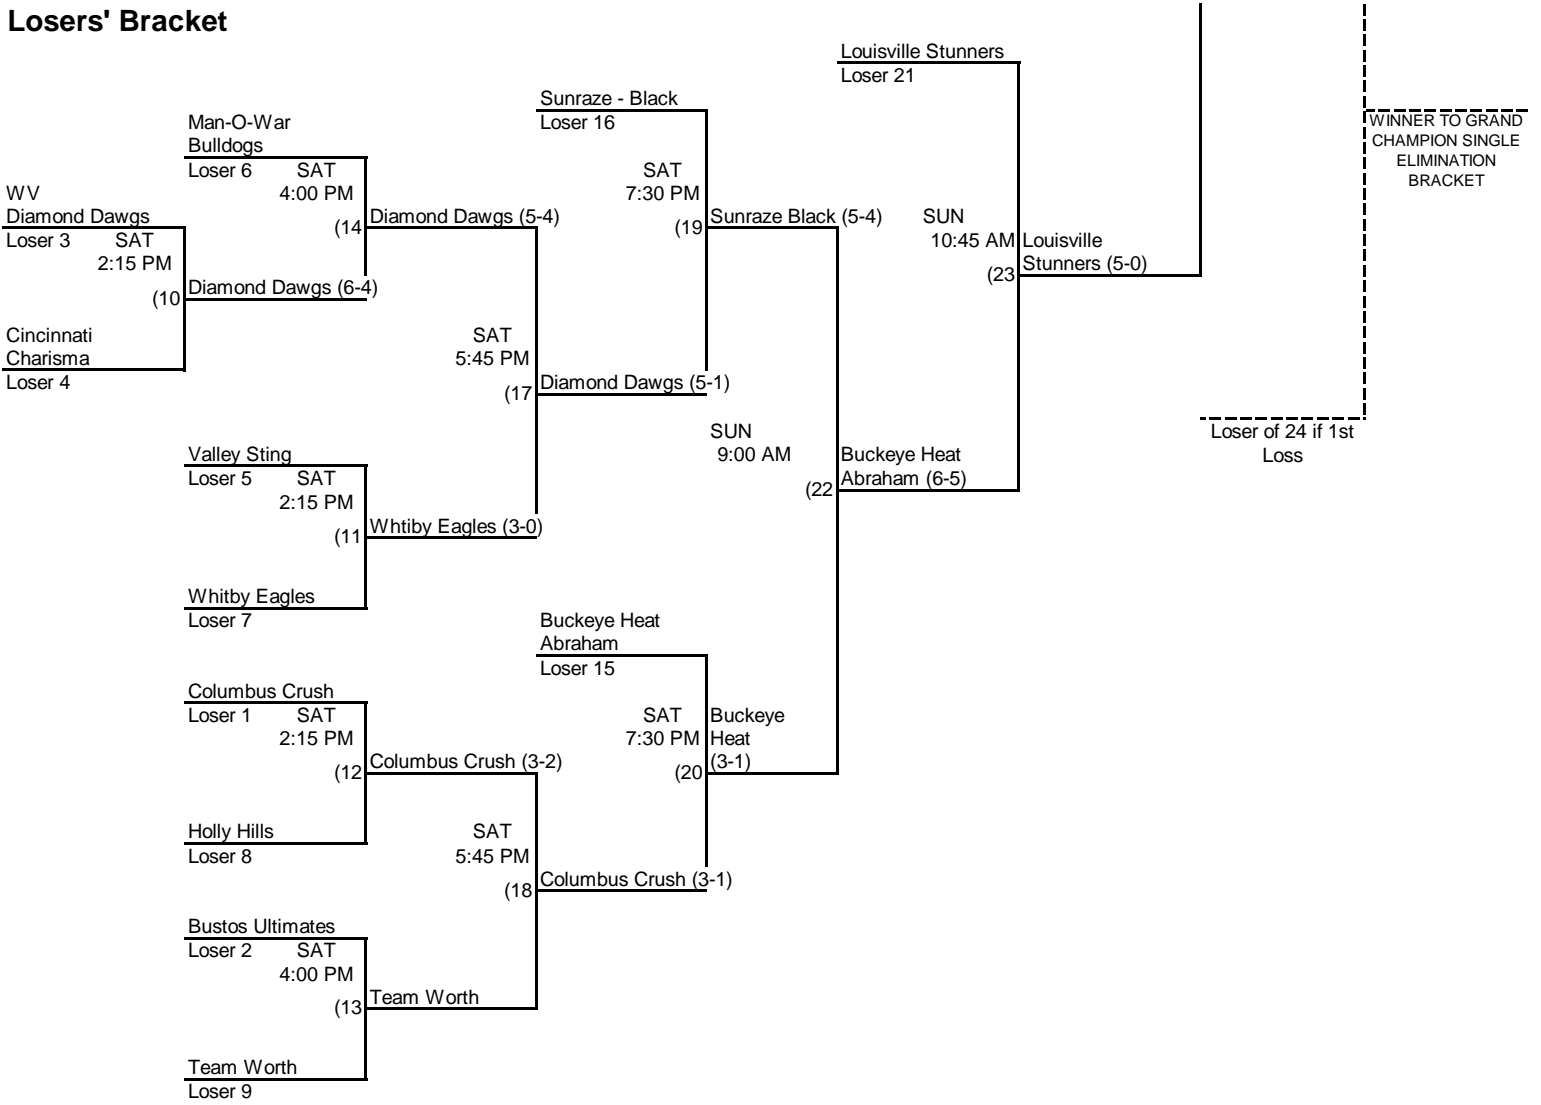 Losers' Bracket
Louisville Stunners
Loser 21
Sunraze - Black
Loser 16
WINNER TO GRAND
CHAMPION SINGLE
ELIMINATION
BRACKET
Man-O-War
Bulldogs
Loser 6 SAT
4:00 PM
(14
SAT
7:30 PM
(19
WV
Diamond Dawgs
Loser 3 SAT
2:15 PM
(10
Diamond Dawgs (5-4)
Sunraze Black (5-4)
SUN
10:45 AM
(23
Louisville
Stunners (5-0)
Diamond Dawgs (6-4)
Cincinnati
Charisma
Loser 4
SAT
5:45 PM
(17
Diamond Dawgs (5-1)
Loser of 24 if 1st
Loss
SUN
9:00 AM
(22
Buckeye Heat
Abraham (6-5)
Valley Sting
Loser 5 SAT
2:15 PM
(11
Whtiby Eagles (3-0)
Whitby Eagles
Loser 7
Buckeye Heat
Abraham
Loser 15
Columbus Crush
Loser 1 SAT
2:15 PM
(12
SAT
7:30 PM
(20
Buckeye
Heat
(3-1)
Columbus Crush (3-2)
Holly Hills
Loser 8
SAT
5:45 PM
(18
Columbus Crush (3-1)
Bustos Ultimates
Loser 2 SAT
4:00 PM
(13
Team Worth
Team Worth
Loser 9